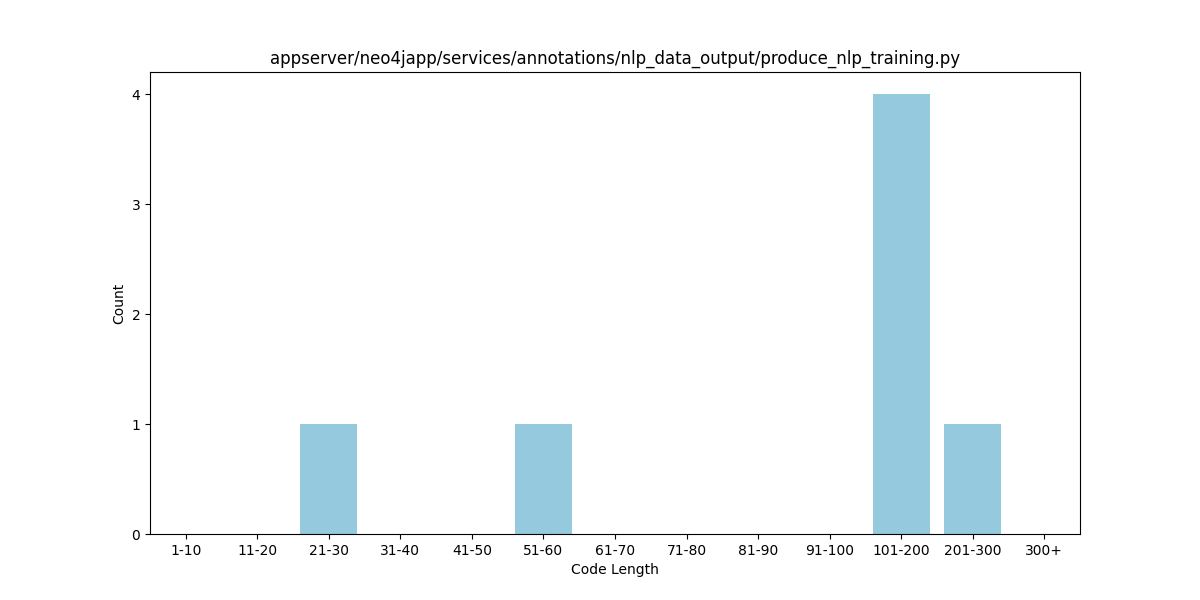 appserver/neo4japp/services/annotations/nlp_data_output/produce_nlp_training.py
4
3
2
1
0
Count
1-10 11-20 21-30 31-40 41-50 51-60 61-70 71-80 81-90 91-100 101-200 201-300 300+
Code Length